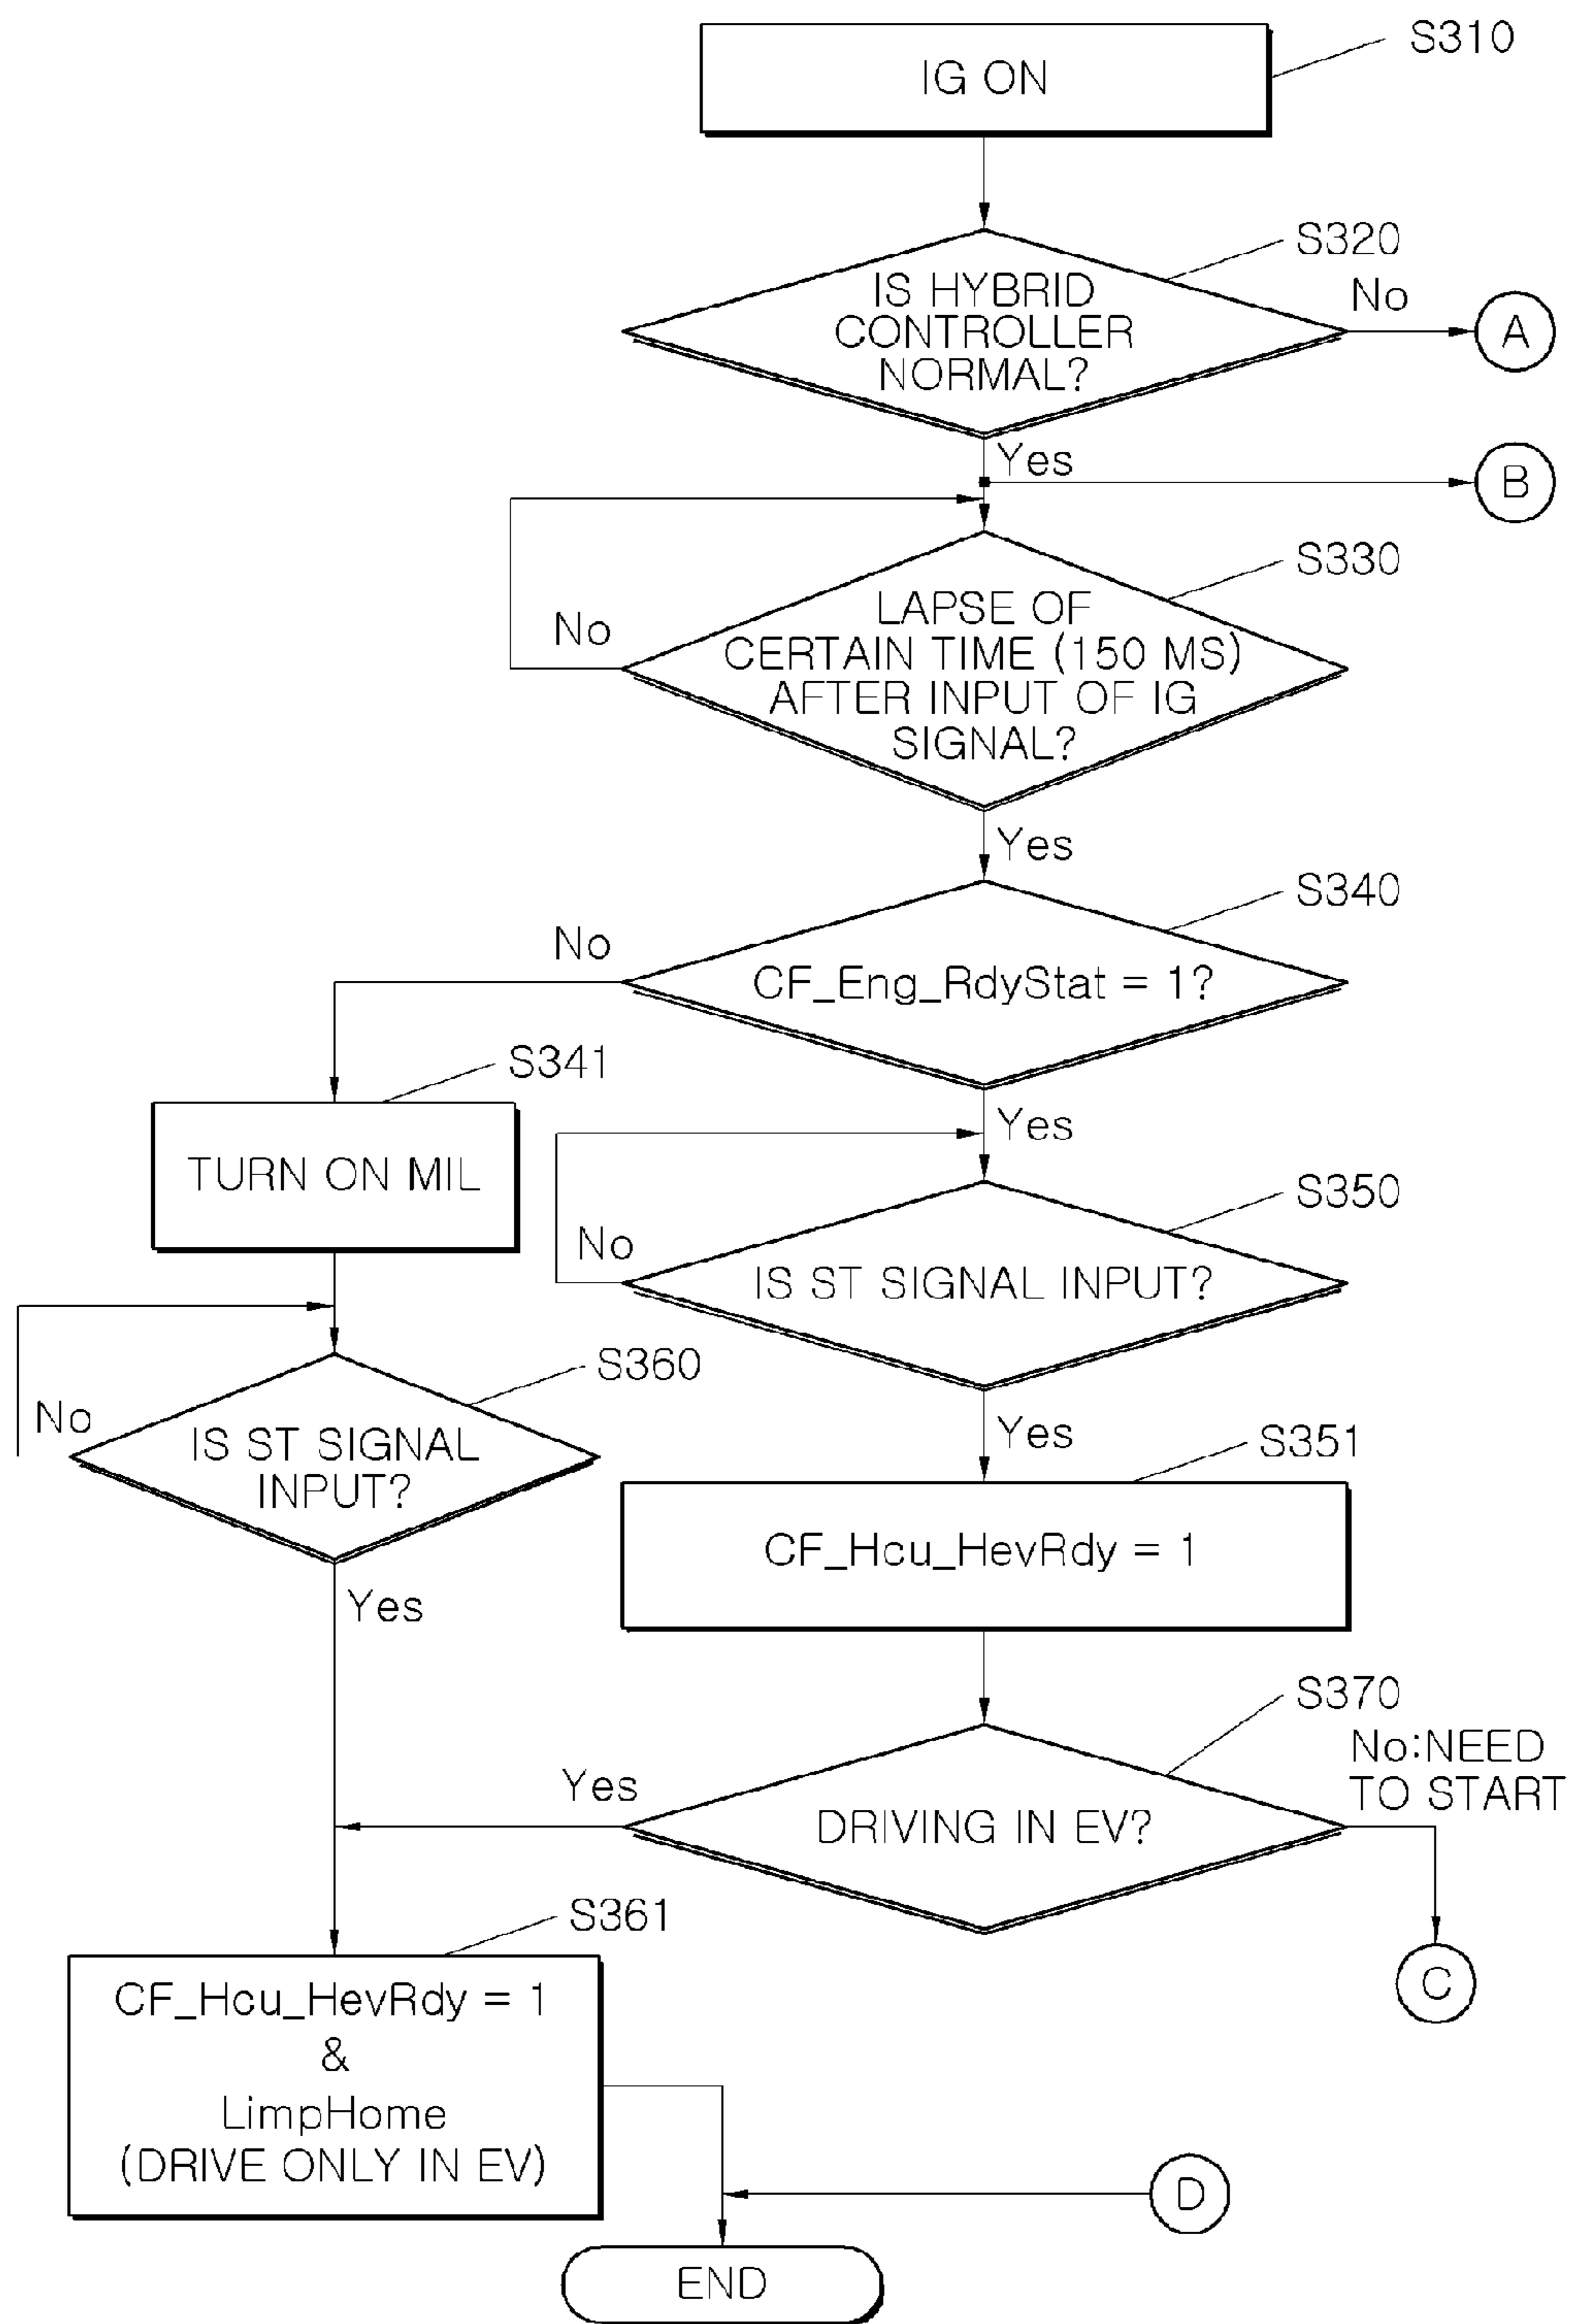 S310
IG ON
S320
IS HYBRID
CONTROLLER
NORMAL?
No
A
Yes
B
S330
LAPSE OF
CERTAIN TIME (150 MS)
AFTER INPUT OF IG
SIGNAL?
No
Yes
S340
No
CF_Eng_RdyStat = 1?
S341
TURN ON MIL
Yes
S350
No
IS ST SIGNAL INPUT?
S360
No
IS ST SIGNAL
INPUT?
Yes
S351
CF_Hcu_HevRdy = 1
Yes
S370
No:NEED
TO START
Yes
DRIVING IN EV?
S361
C
CF_Hcu_HevRdy = 1
&
LimpHome
(DRIVE ONLY IN EV)
D
END